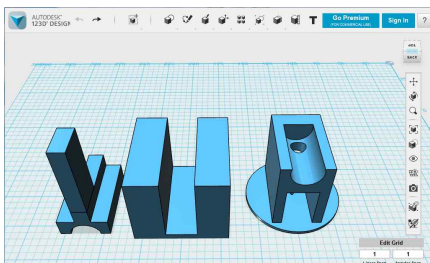 AUTODESK®
123D® DESIGN
T
Go Premium
(FOR COMMERCIAL USE)
Sign In
?
BACK
Edit Grid
1 1